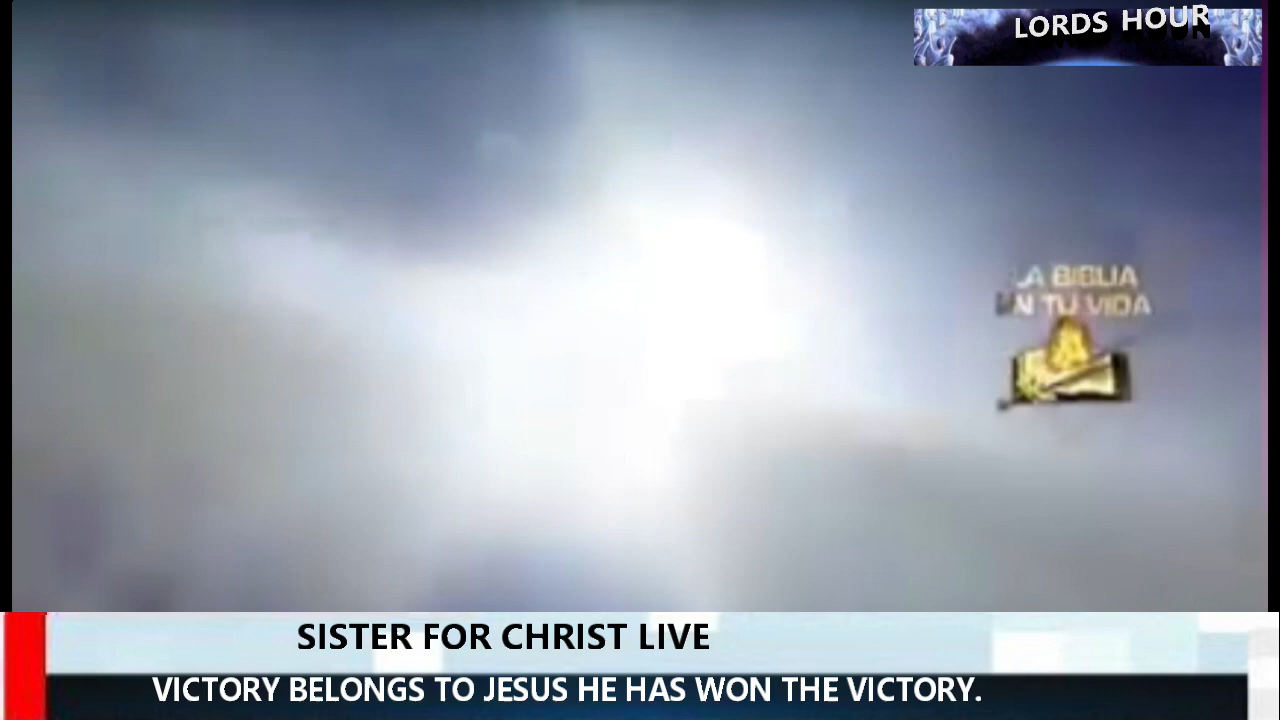 LORDS HOUR
LA BIBLIA
EN TU VIDA
SISTER FOR CHRIST LIVE
VICTORY BELONGS TO JESUS HE HAS WON THE VICTORY.